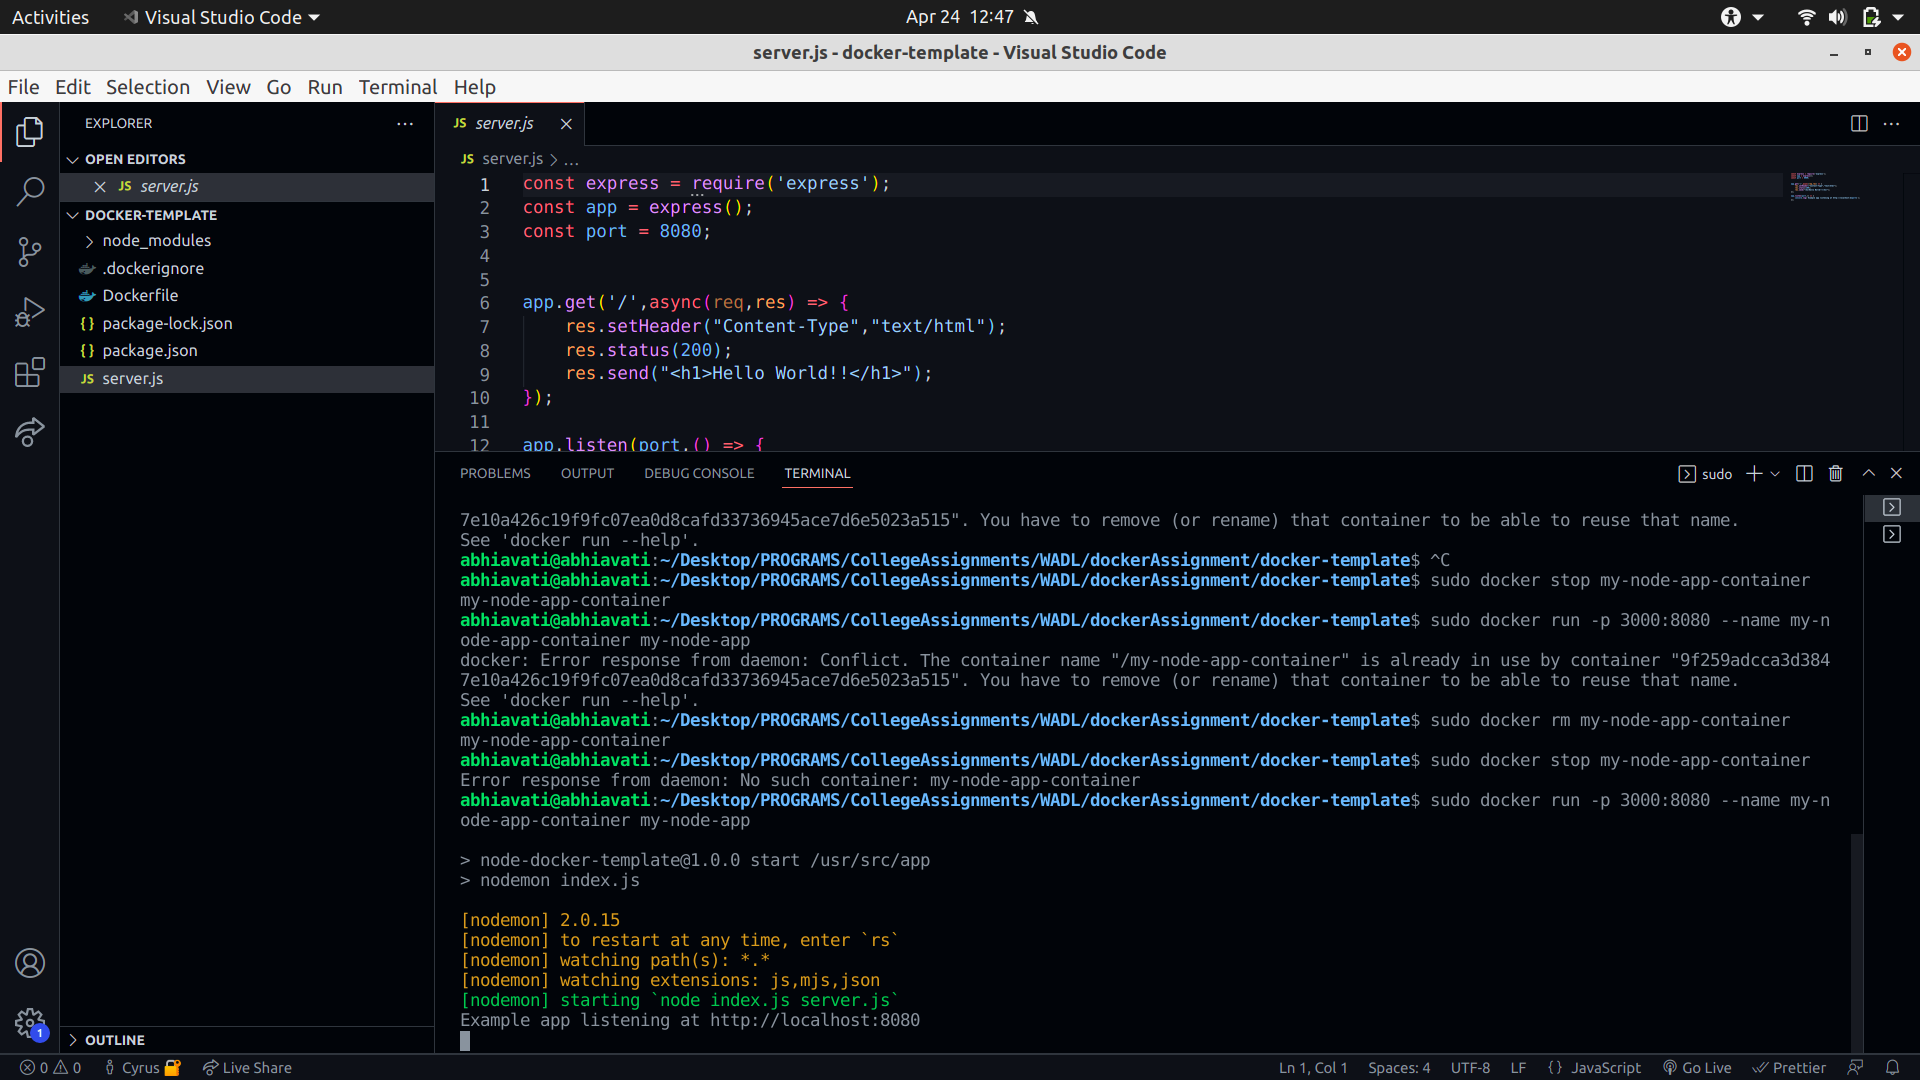 Activities
Visual Studio Code
Apr 24 12:47
server.js - docker-template - Visual Studio Code
File Edit Selection View Go Run Terminal Help
EXPLORER
OPEN EDITORS
JS server.js
DOCKER-TEMPLATE
node_modules
.dockerignore
Dockerfile
{} package-lock.json
{} package.json
JS server.js
OUTLINE
1
JS server.js
JS server.js > ...
1 const express = require('express');
2 const app = express();
3 const port = 8080;
4
5
6 app.get('/',async(req,res) => {
7 res.setHeader("Content-Type","text/html");
8 res.status(200);
9 res.send("<h1>Hello World!!</h1>");
10 });
11
12 app.listen(port,() => {
PROBLEMS OUTPUT DEBUG CONSOLE TERMINAL
sudo
7e10a426c19f9fc07ea0d8cafd33736945ace7d6e5023a515". You have to remove (or rename) that container to be able to reuse that name.
See 'docker run --help'.
abhiavati@abhiavati:~/Desktop/PROGRAMS/CollegeAssignments/WADL/dockerAssignment/docker-template$ ^C
abhiavati@abhiavati:~/Desktop/PROGRAMS/CollegeAssignments/WADL/dockerAssignment/docker-template$ sudo docker stop my-node-app-container
my-node-app-container
abhiavati@abhiavati:~/Desktop/PROGRAMS/CollegeAssignments/WADL/dockerAssignment/docker-template$ sudo docker run -p 3000:8080 --name my-n
ode-app-container my-node-app
docker: Error response from daemon: Conflict. The container name "/my-node-app-container" is already in use by container "9f259adcca3d384
7e10a426c19f9fc07ea0d8cafd33736945ace7d6e5023a515". You have to remove (or rename) that container to be able to reuse that name.
See 'docker run --help'.
abhiavati@abhiavati:~/Desktop/PROGRAMS/CollegeAssignments/WADL/dockerAssignment/docker-template$ sudo docker rm my-node-app-container
my-node-app-container
abhiavati@abhiavati:~/Desktop/PROGRAMS/CollegeAssignments/WADL/dockerAssignment/docker-template$ sudo docker stop my-node-app-container
Error response from daemon: No such container: my-node-app-container
abhiavati@abhiavati:~/Desktop/PROGRAMS/CollegeAssignments/WADL/dockerAssignment/docker-template$ sudo docker run -p 3000:8080 --name my-n
ode-app-container my-node-app
> node-docker-template@1.0.0 start /usr/src/app
> nodemon index.js
[nodemon] 2.0.15
[nodemon] to restart at any time, enter `rs`
[nodemon] watching path(s): *.*
[nodemon] watching extensions: js,mjs,json
[nodemon] starting `node index.js server.js`
Example app listening at http://localhost:8080
0 0 Cyrus Live Share
Ln 1, Col 1 Spaces: 4 UTF-8 LF {} JavaScript Go Live Prettier